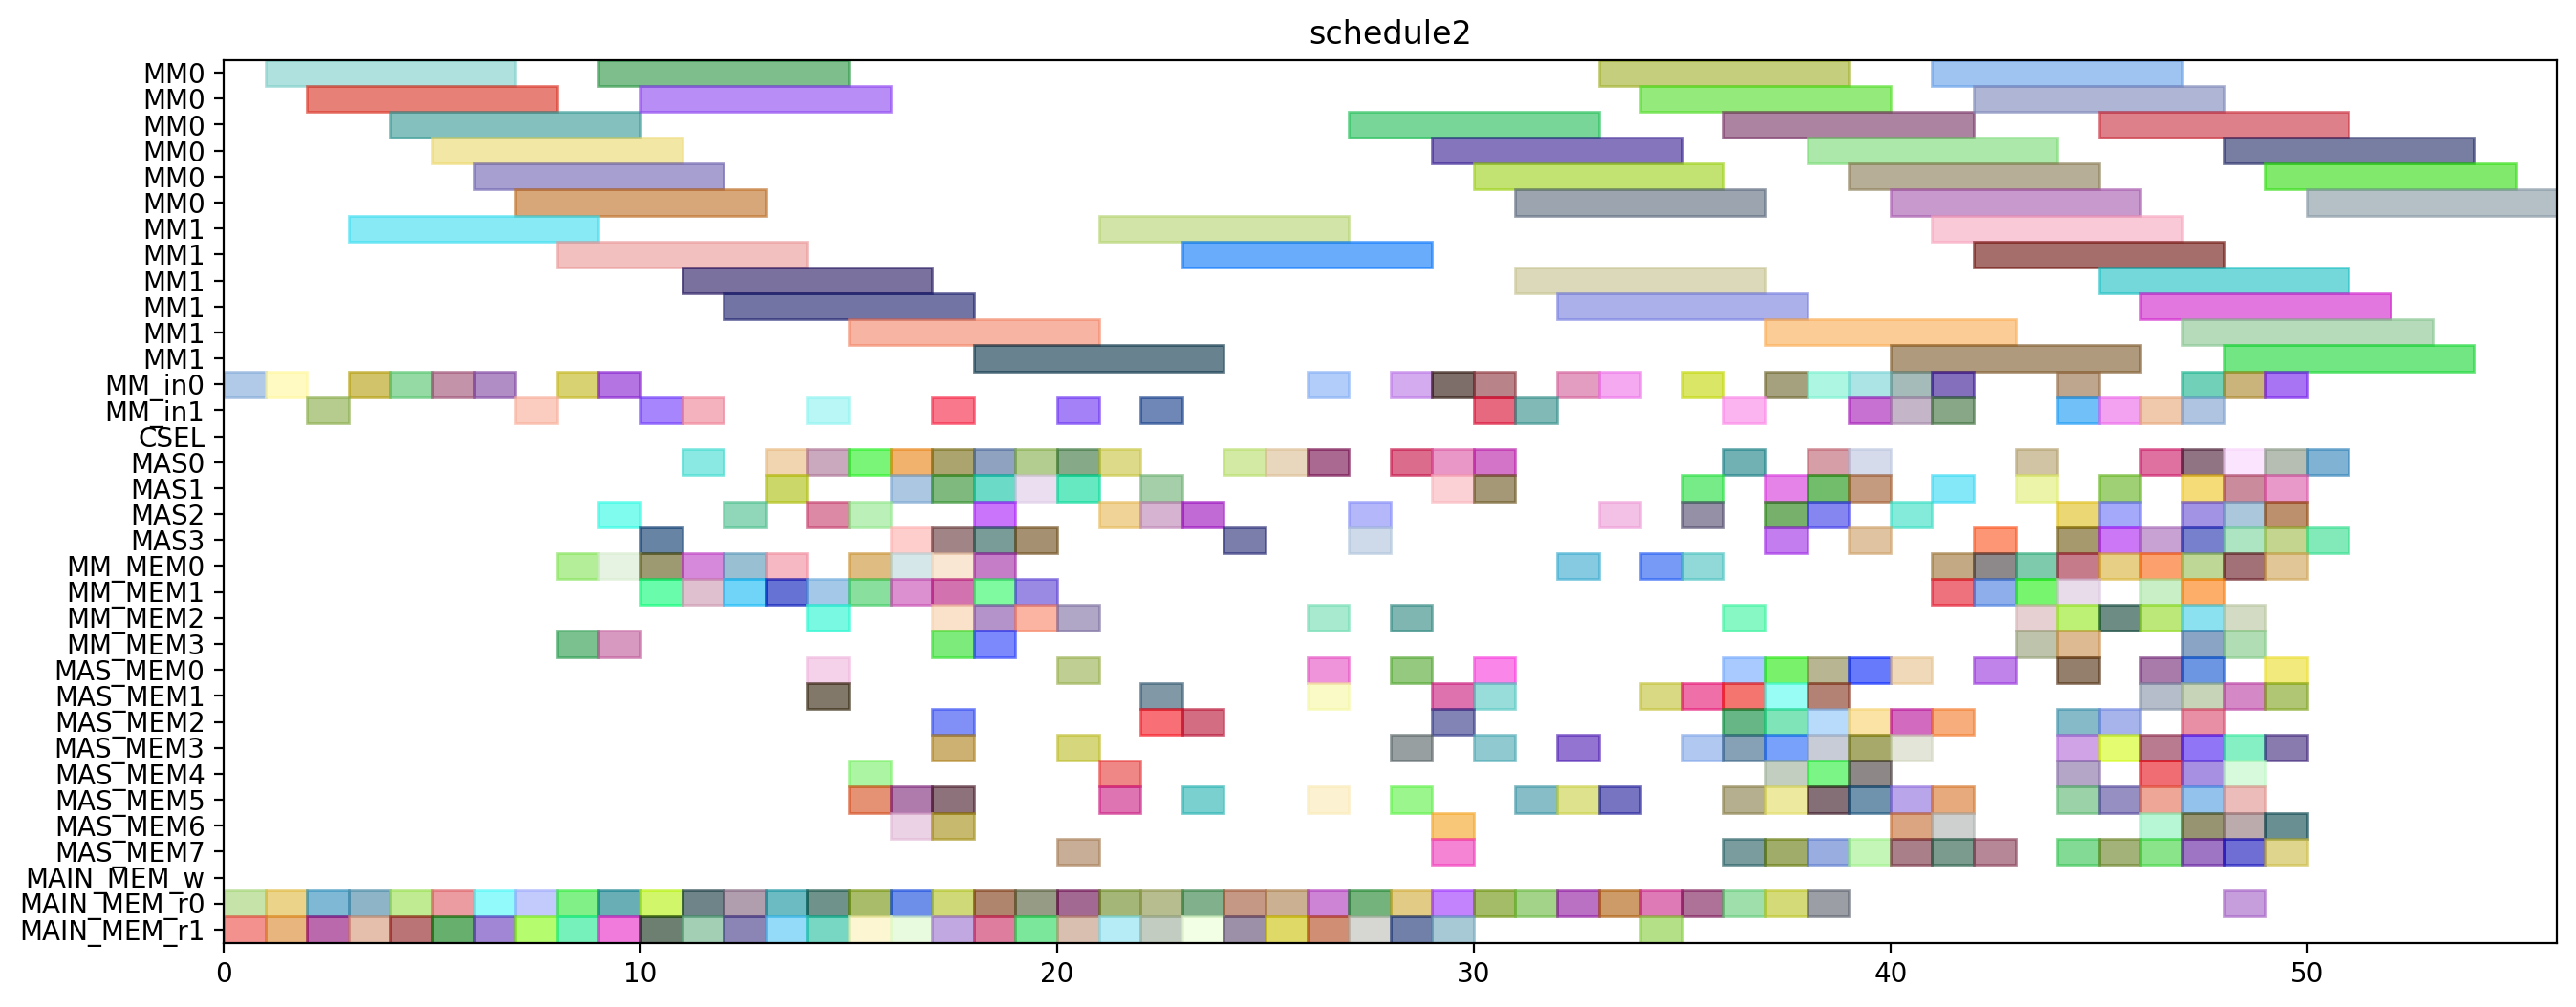 schedule2
MM0
MM0
MM0
MM0
MM0
MM0
MM1
MM1
MM1
MM1
MM1
MM1
MM_in0
MM_in1
CSEL
MAS0
MAS1
MAS2
MAS3
MM_MEM0
MM_MEM1
MM_MEM2
MM_MEM3
MAS_MEM0
MAS_MEM1
MAS_MEM2
MAS_MEM3
MAS_MEM4
MAS_MEM5
MAS_MEM6
MAS_MEM7
MAIN_MEM_w
MAIN_MEM_r0
MAIN_MEM_r1
0 10 20 30 40 50